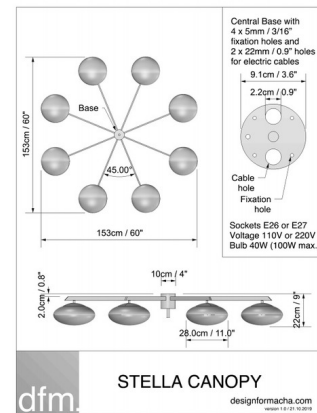 Central Base with
4 x 5mm / 3/16"
fixation holes and
2 x 22mm / 0.9" holes
for electric cables
9.1cm / 3.6"
2.2cm / 0.9"
Base
153cm / 60"
45.00°
153cm / 60"
Cable
hole
Fixation
hole
Sockets E26 or E27
Voltage 110V or 220V
Bulb 40W (100W max.
10cm / 4"
2.0cm / 0.8"
22cm / 9"
28.0cm / 11.0"
dfm.
STELLA CANOPY
designformacha.com
version 1.0 / 21.10.2019